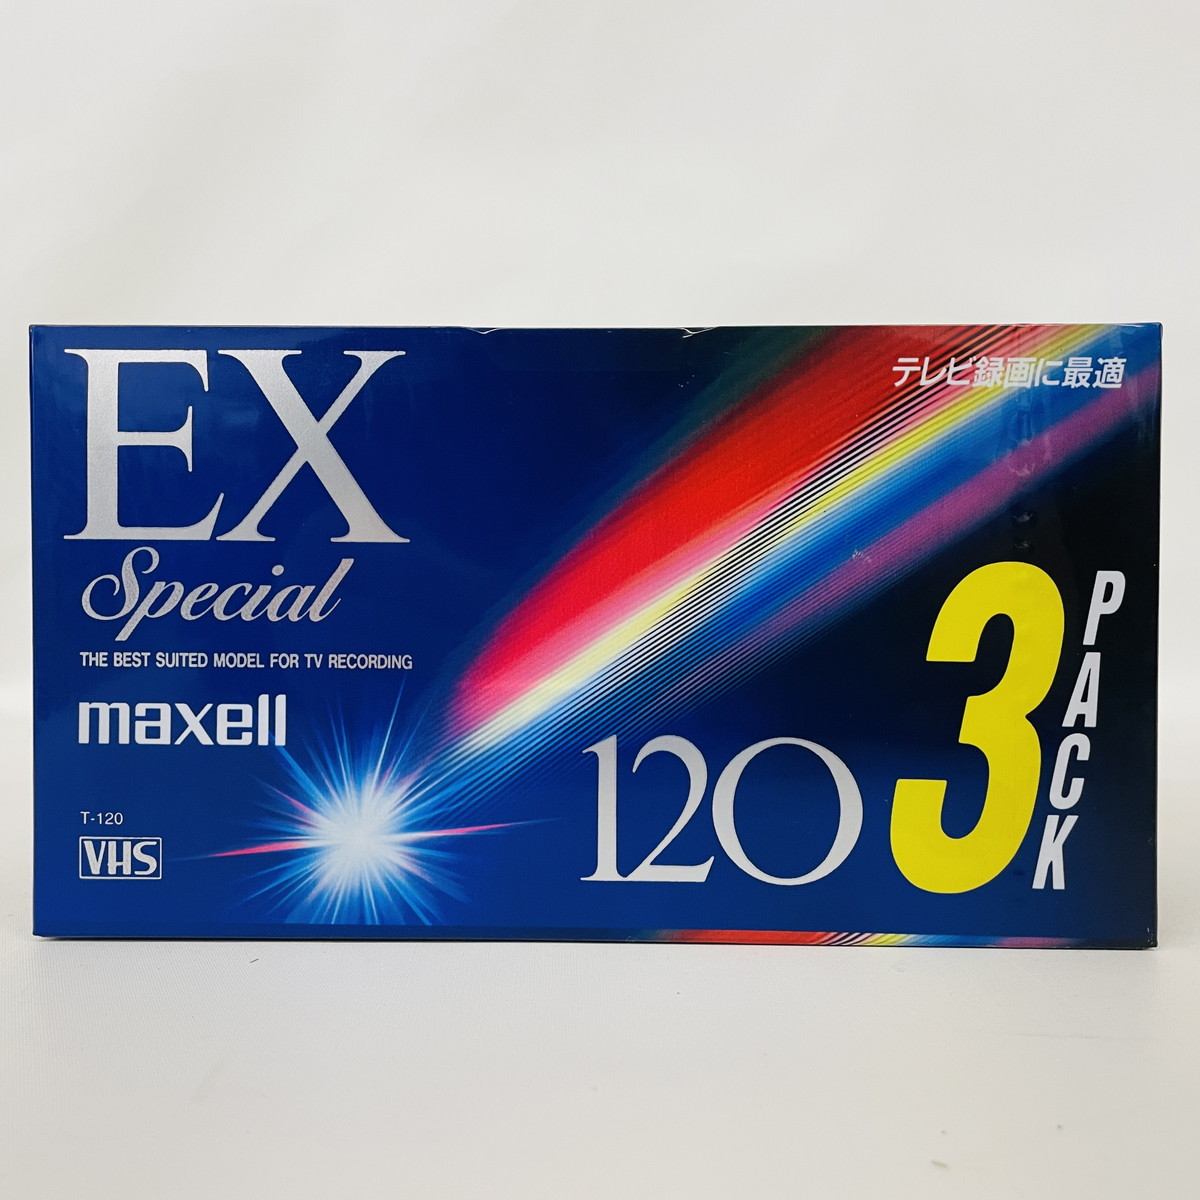 EX
Special
THE BEST SUITED MODEL FOR TV RECORDING
maxell
T-120
VHS
テレビ録画に最適
120
3
PACK